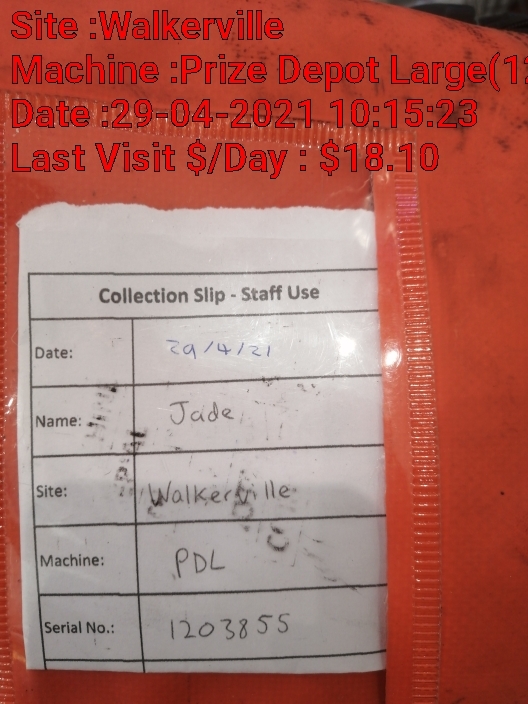 Site :Walkerville
Machine :Prize Depot Large(12
Date :29-04-2021 10:15:23
Last Visit $/Day : $18.10
Collection Slip - Staff Use
Date: 29/4/21
Name: Jade
Site: Walkerville
Machine: PDL
Serial No.: 1203855